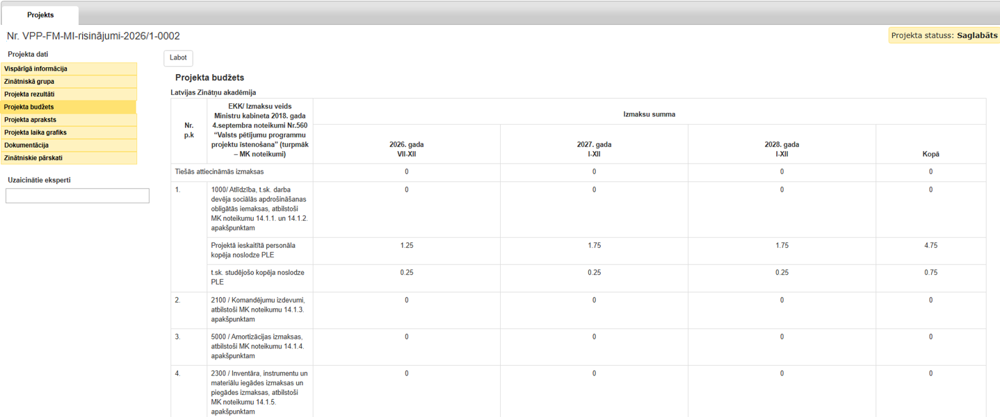 Projekts
Nr. VPP-FM-MI-risinājumi-2026/1-0002
Projekta statuss: Saglabāts
Projekta dati
Vispārīgā informācija
Zinātniskā grupa
Projekta rezultāti
Projekta budžets
Projekta apraksts
Projekta laika grafiks
Dokumentācija
Zinātniskie pārskati
Uzaicinātie eksperti
Labot
Projekta budžets
Latvijas Zinātņu akadēmija
Nr.
p.k
EKK/ Izmaksu veids
Ministru kabineta 2018. gada
4.septembra noteikumi Nr.560
“Valsts pētījumu programmu
projektu īstenošana” (turpmāk
– MK noteikumi)
Izmaksu summa
2026. gada
VII-XII
2027. gada
I-XII
2028. gada
I-XII
Kopā
Tiešās attiecināmās izmaksas 0 0 0 0
1. 1000/ Atlīdzība, t.sk. darba 0 0 0 0
devēja sociālās apdrošināšanas
obligātās iemaksas, atbilstoši
MK noteikumu 14.1.1. un 14.1.2.
apakšpunktam
Projektā ieskaitītā personāla 1.25 1.75 1.75 4.75
kopēja noslodze PLE
t.sk. studējošo kopēja noslodze 0.25 0.25 0.25 0.75
PLE
2. 2100 / Komandējumu izdevumi, 0 0 0 0
atbilstoši MK noteikumu 14.1.3.
apakšpunktam
3. 5000 / Amortizācijas izmaksas, 0 0 0 0
atbilstoši MK noteikumu 14.1.4.
apakšpunktam
4. 2300 / Inventāra, instrumentu un 0 0 0 0
materiālu iegādes izmaksas un
piegādes izmaksas, atbilstoši
MK noteikumu 14.1.5.
apakšpunktam